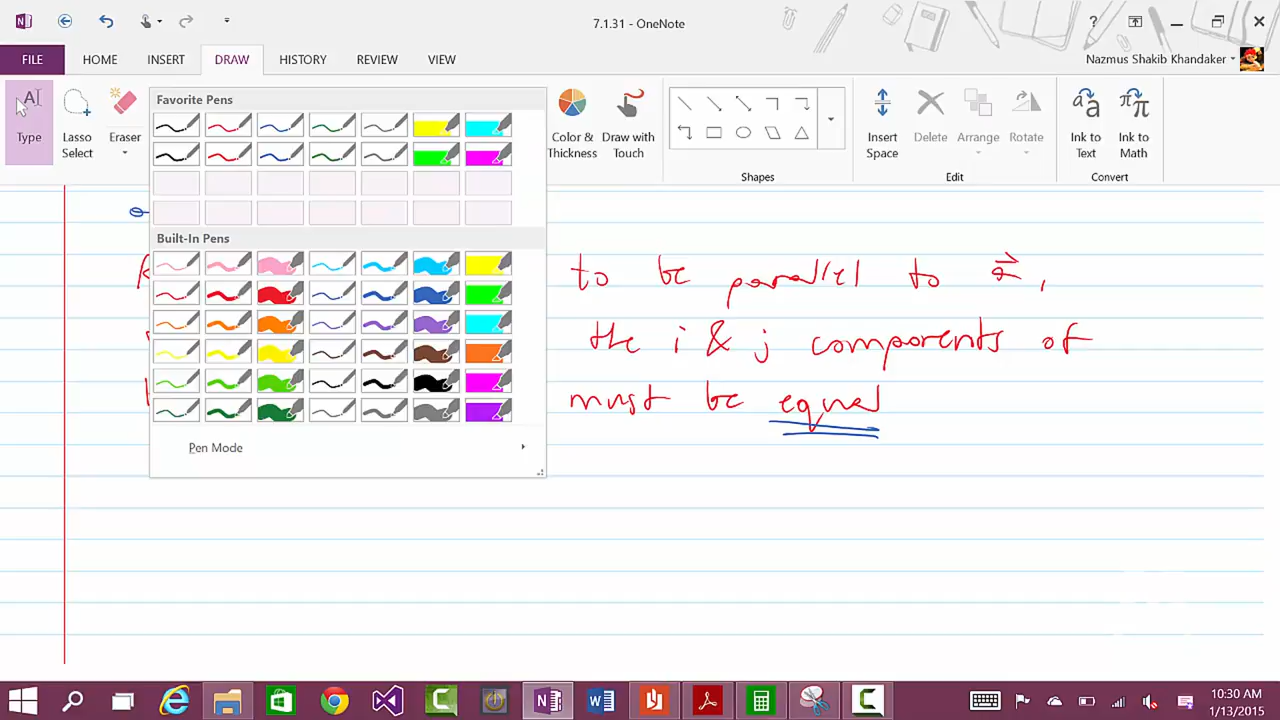 7.1.31 - OneNote
?
FILE HOME INSERT DRAW HISTORY REVIEW VIEW
Nazmus Shakib Khandaker
Type
Lasso Select
Eraser
Favorite Pens
Built-In Pens
Pen Mode
Color & Thickness
Draw with Touch
Shapes
Insert Space
Delete
Arrange
Rotate
Edit
Ink to Text
Ink to Math
Convert
to be parallel to
the i & j components of
must be equal
10:30 AM
1/13/2015